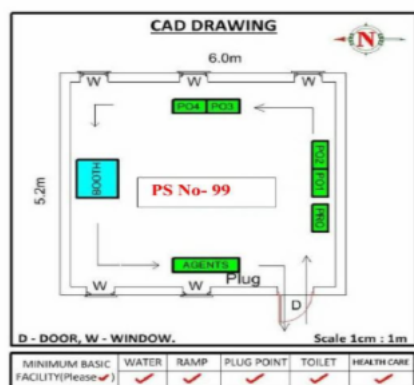 CAD DRAWING
N
6.0m
W W W
PO4 PO3
5.2m
BOOTH
PO2 PO1
PRO
PS No- 99
AGENTS
Plug
W W
D
D - DOOR, W - WINDOW.
Scale 1cm : 1m
MINIMUM BASIC FACILITY(Please✓) WATER RAMP PLUG POINT TOILET HEALTH CARE
✓ ✓ ✓ ✓ ✓